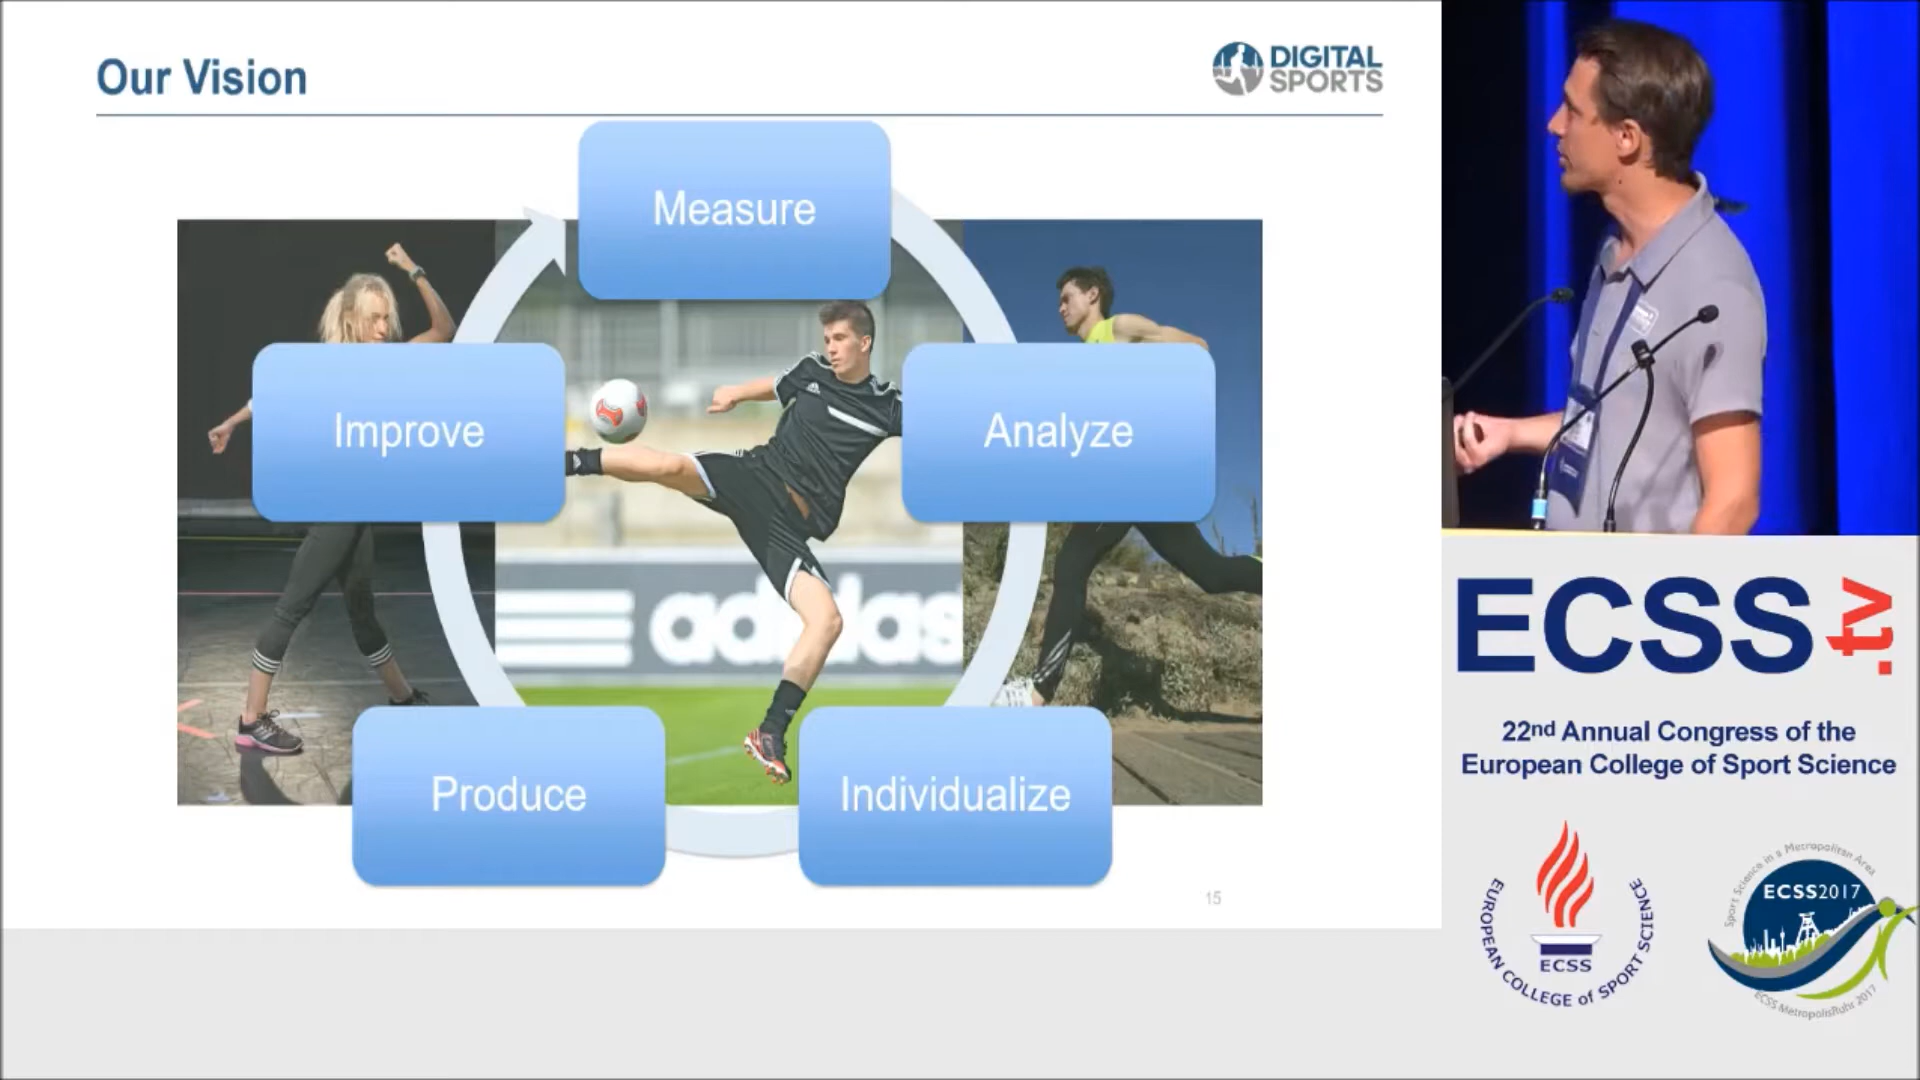 Our Vision
DIGITAL
SPORTS
Measure
Improve
Analyze
adidas
Produce
Individualize
15
ECSS.tv
22nd Annual Congress of the
European College of Sport Science
EUROPEAN COLLEGE of SPORT SCIENCE
ECSS
Sport Science in a Metropolitan Area
ECSS2017
ECSS MetropolisRuhr 2017